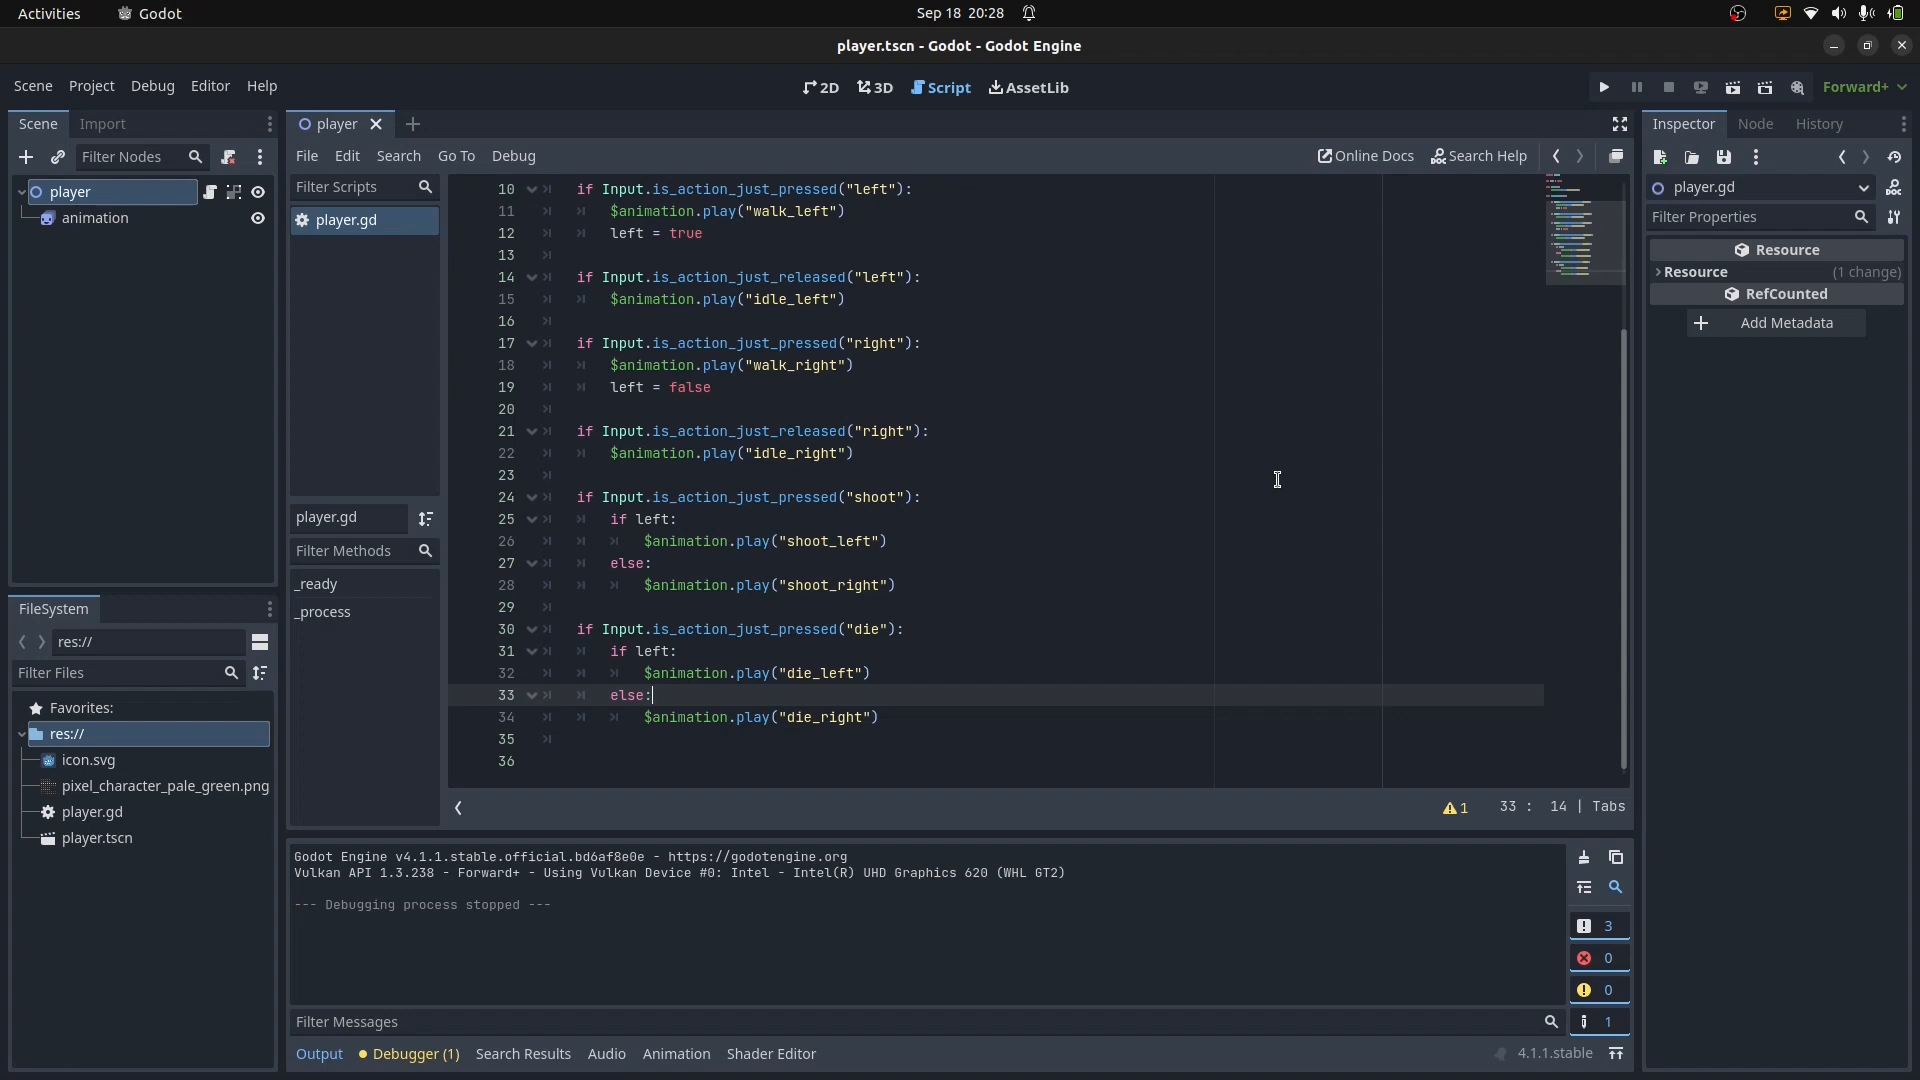 Activities Godot Sep 18 20:28
player.tscn - Godot - Godot Engine
Scene Project Debug Editor Help 2D 3D Script AssetLib Forward+
Scene Import
Filter Nodes
player
animation
FileSystem
res://
Filter Files
Favorites:
res://
icon.svg
pixel_character_pale_green.png
player.gd
player.tscn
player
File Edit Search Go To Debug Online Docs Search Help
Filter Scripts
player.gd
player.gd
Filter Methods
_ready
_process
10 if Input.is_action_just_pressed("left"):
11 $animation.play("walk_left")
12 left = true
13
14 if Input.is_action_just_released("left"):
15 $animation.play("idle_left")
16
17 if Input.is_action_just_pressed("right"):
18 $animation.play("walk_right")
19 left = false
20
21 if Input.is_action_just_released("right"):
22 $animation.play("idle_right")
23
24 if Input.is_action_just_pressed("shoot"):
25 if left:
26 $animation.play("shoot_left")
27 else:
28 $animation.play("shoot_right")
29
30 if Input.is_action_just_pressed("die"):
31 if left:
32 $animation.play("die_left")
33 else:
34 $animation.play("die_right")
35
36
1 33 : 14 | Tabs
Godot Engine v4.1.1.stable.official.bd6af8e0e - https://godotengine.org
Vulkan API 1.3.238 - Forward+ - Using Vulkan Device #0: Intel - Intel(R) UHD Graphics 620 (WHL GT2)
--- Debugging process stopped ---
3
0
0
1
Filter Messages
Output Debugger (1) Search Results Audio Animation Shader Editor 4.1.1.stable
Inspector Node History
player.gd
Filter Properties
Resource
Resource (1 change)
RefCounted
Add Metadata